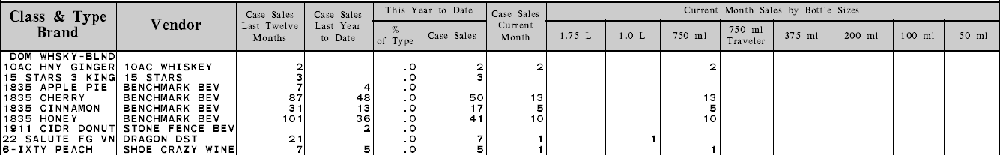 Class & Type Brand | Vendor | Case Sales Last Twelve Months | Case Sales Last Year to Date | This Year to Date % of Type | This Year to Date Case Sales | Case Sales Current Month | Current Month Sales by Bottle Sizes 1.75 L | 1.0 L | 750 ml | 750 ml Traveler | 375 ml | 200 ml | 100 ml | 50 ml
DOM WHSKY-BLND
10AC HNY GINGER 10AC WHISKEY 2 .0 2 2 2
15 STARS 3 KING 15 STARS 3 .0 3
1835 APPLE PIE BENCHMARK BEV 7 4 .0
1835 CHERRY BENCHMARK BEV 87 48 .0 50 13 13
1835 CINNAMON BENCHMARK BEV 31 13 .0 17 5 5
1835 HONEY BENCHMARK BEV 101 36 .0 41 10 10
1911 CIDR DONUT STONE FENCE BEV 2 .0
22 SALUTE FG VN DRAGON DST 21 .0 7 1 1
6-IXTY PEACH SHOE CRAZY WINE 7 5 .0 5 1 1